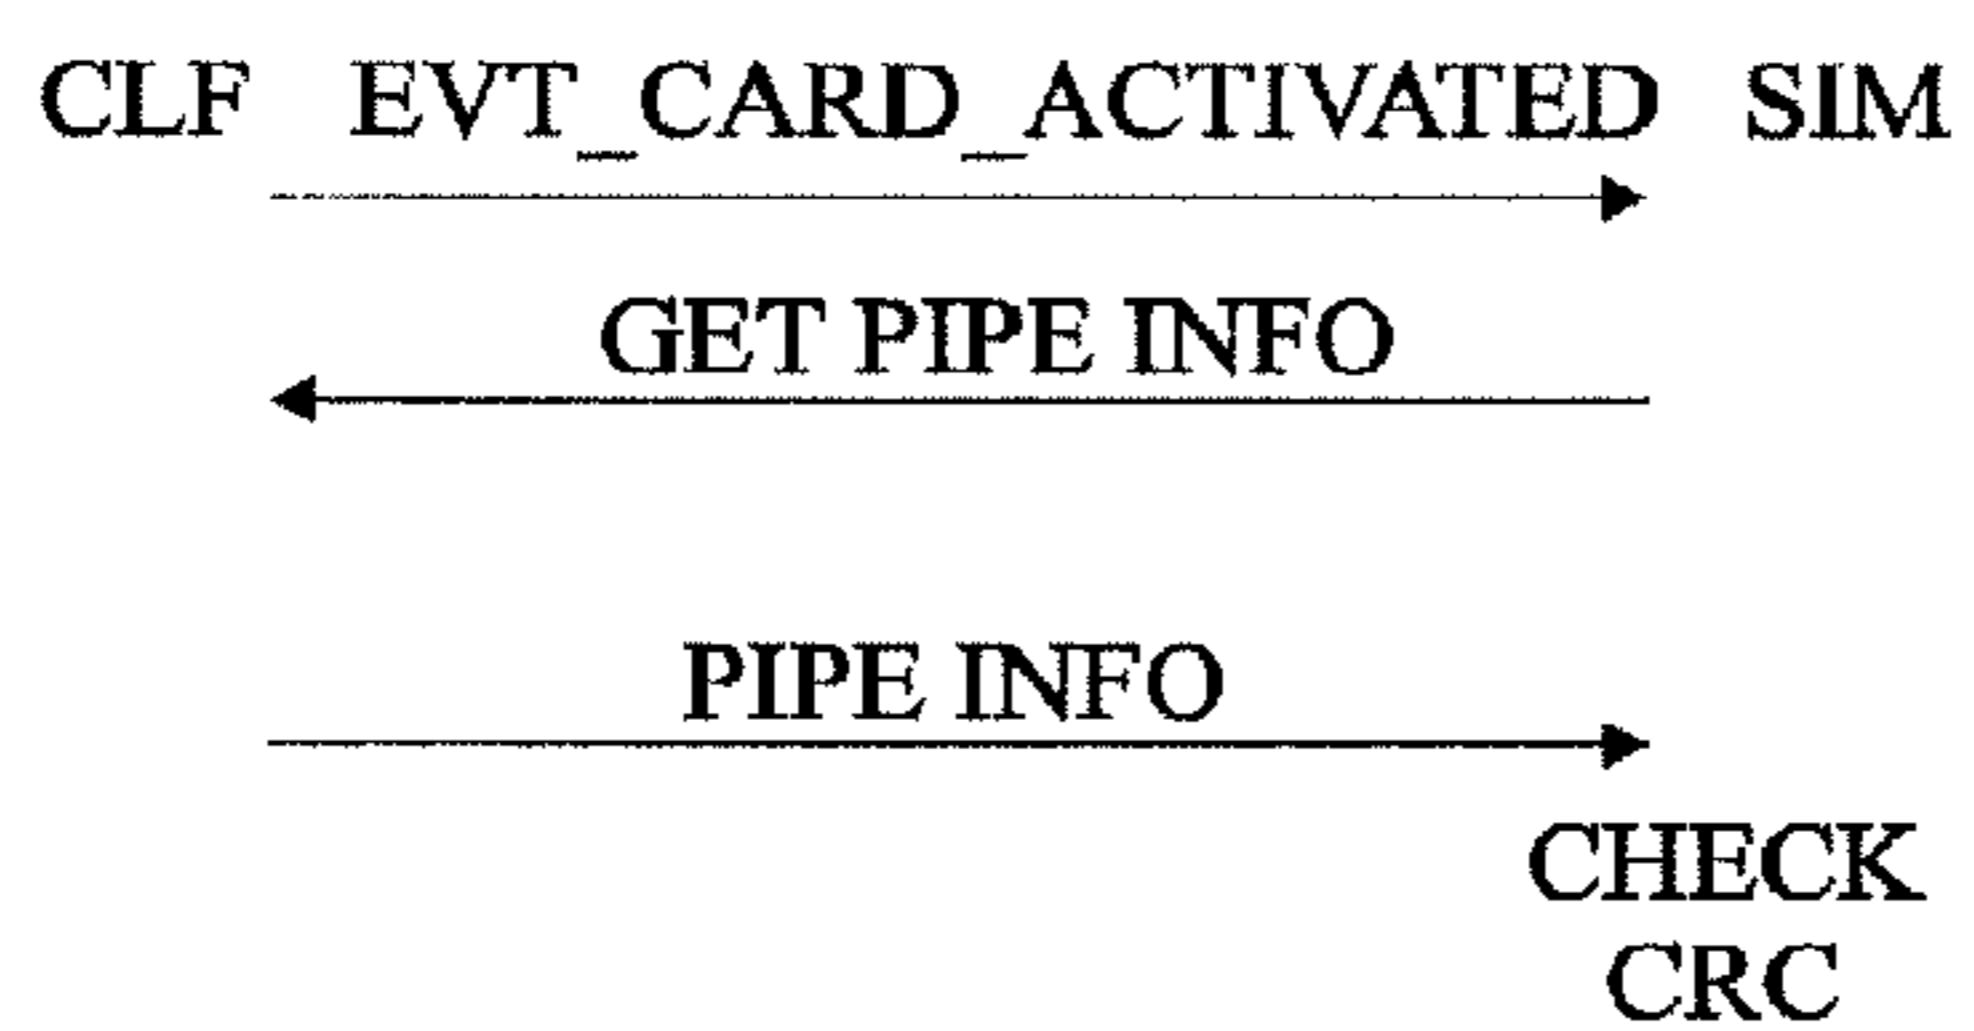 CLF EVT_CARD_ACTIVATED SIM
GET PIPE INFO
PIPE INFO
CHECK
CRC